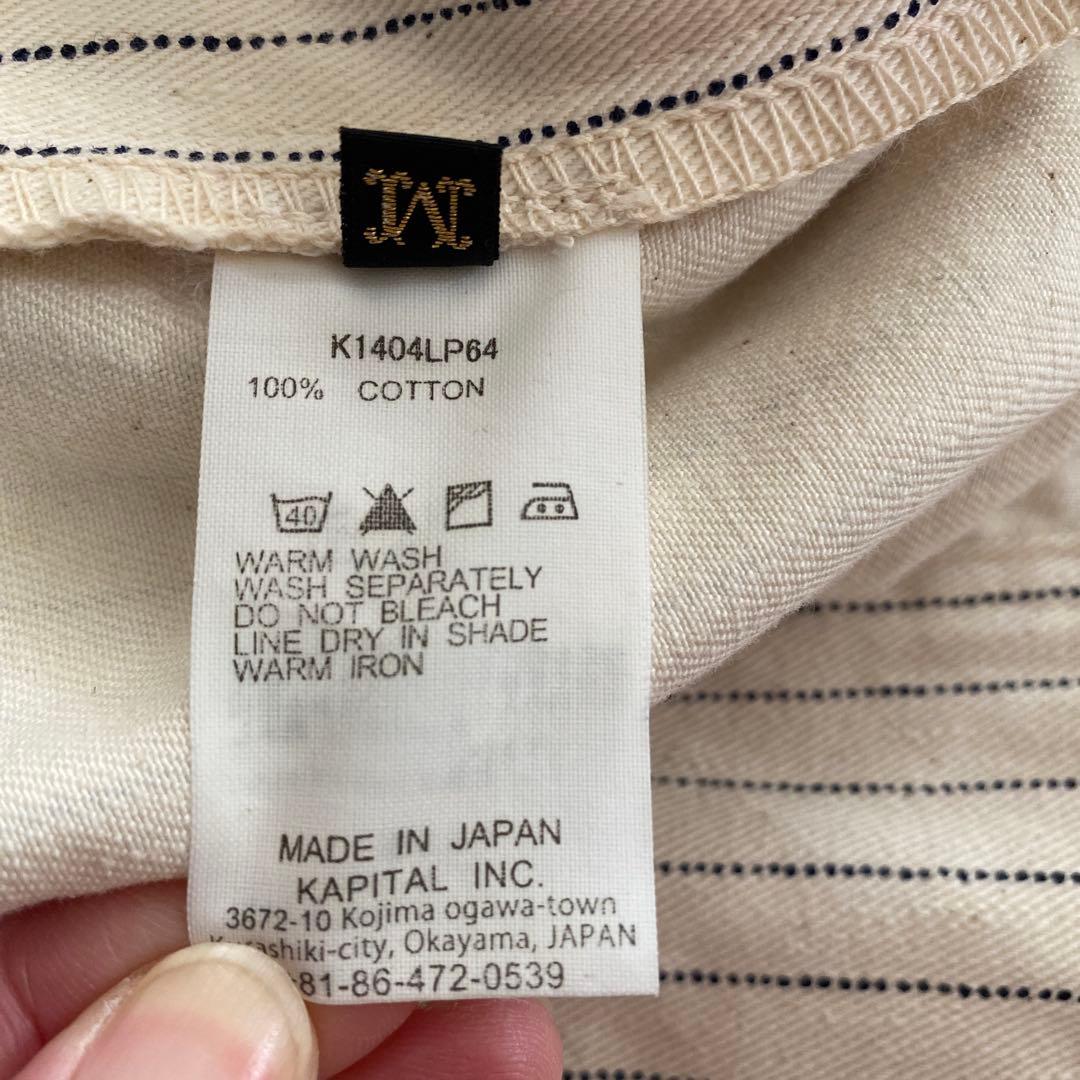 M
K1404LP64
100% COTTON
40
WARM WASH
WASH SEPARATELY
DO NOT BLEACH
LINE DRY IN SHADE
WARM IRON
MADE IN JAPAN
KAPITAL INC.
3672-10 Kojima ogawa-town
Okayama, JAPAN
81-86-472-0539